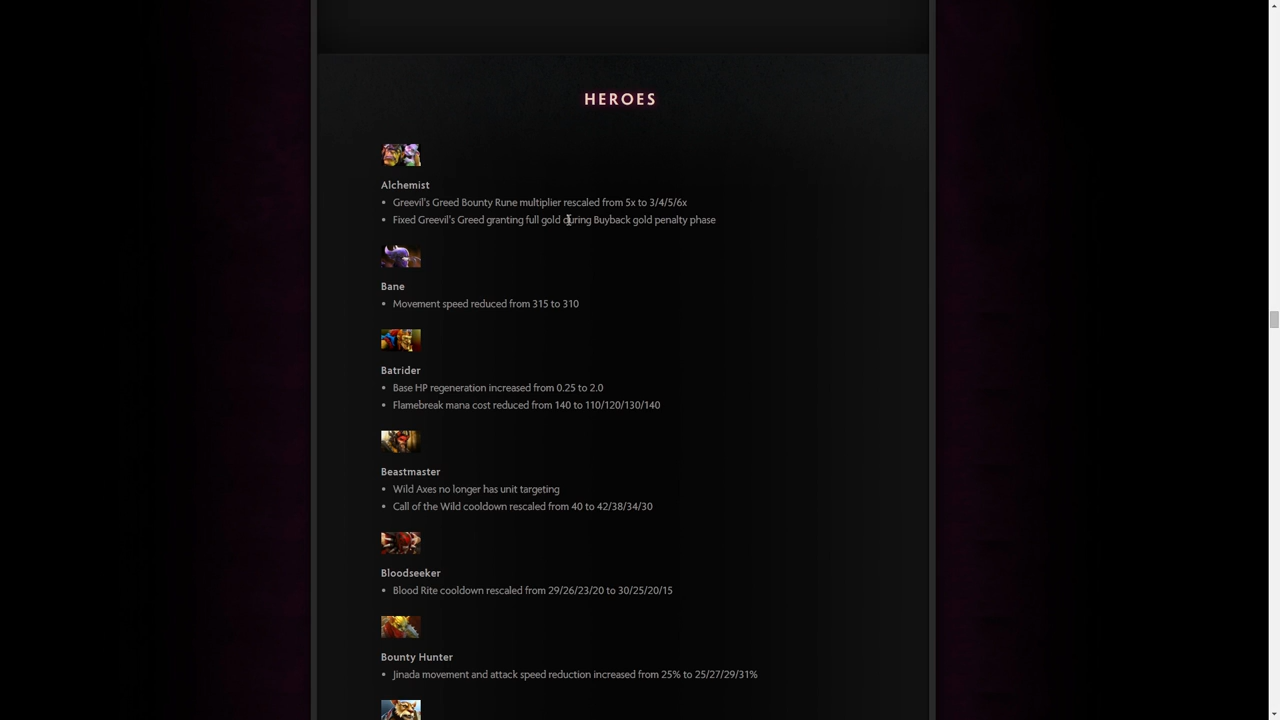 HEROES
Alchemist
• Greevil's Greed Bounty Rune multiplier rescaled from 5x to 3/4/5/6x
• Fixed Greevil's Greed granting full gold during Buyback gold penalty phase
Bane
• Movement speed reduced from 315 to 310
Batrider
• Base HP regeneration increased from 0.25 to 2.0
• Flamebreak mana cost reduced from 140 to 110/120/130/140
Beastmaster
• Wild Axes no longer has unit targeting
• Call of the Wild cooldown rescaled from 40 to 42/38/34/30
Bloodseeker
• Blood Rite cooldown rescaled from 29/26/23/20 to 30/25/20/15
Bounty Hunter
• Jinada movement and attack speed reduction increased from 25% to 25/27/29/31%